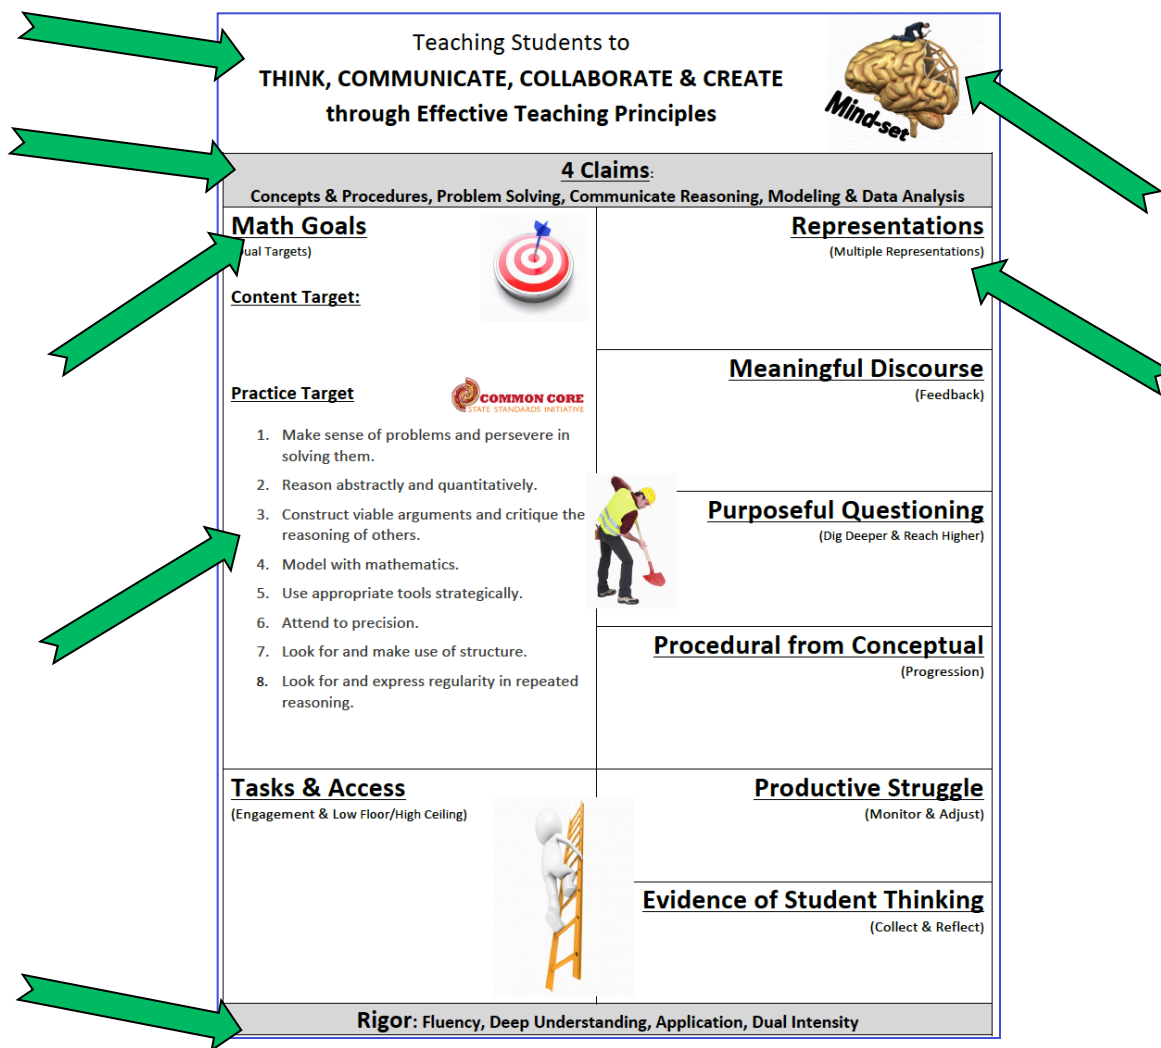 Teaching Students to
THINK, COMMUNICATE, COLLABORATE & CREATE
through Effective Teaching Principles
Mind-set
4 Claims:
Concepts & Procedures, Problem Solving, Communicate Reasoning, Modeling & Data Analysis
Math Goals
ual Targets)
Content Target:
Practice Target
COMMON CORE
STATE STANDARDS INITIATIVE
1. Make sense of problems and persevere in
solving them.
2. Reason abstractly and quantitatively.
3. Construct viable arguments and critique the
reasoning of others.
4. Model with mathematics.
5. Use appropriate tools strategically.
6. Attend to precision.
7. Look for and make use of structure.
8. Look for and express regularity in repeated
reasoning.
Tasks & Access
(Engagement & Low Floor/High Ceiling)
Representations
(Multiple Representations)
Meaningful Discourse
(Feedback)
Purposeful Questioning
(Dig Deeper & Reach Higher)
Procedural from Conceptual
(Progression)
Productive Struggle
(Monitor & Adjust)
Evidence of Student Thinking
(Collect & Reflect)
Rigor: Fluency, Deep Understanding, Application, Dual Intensity